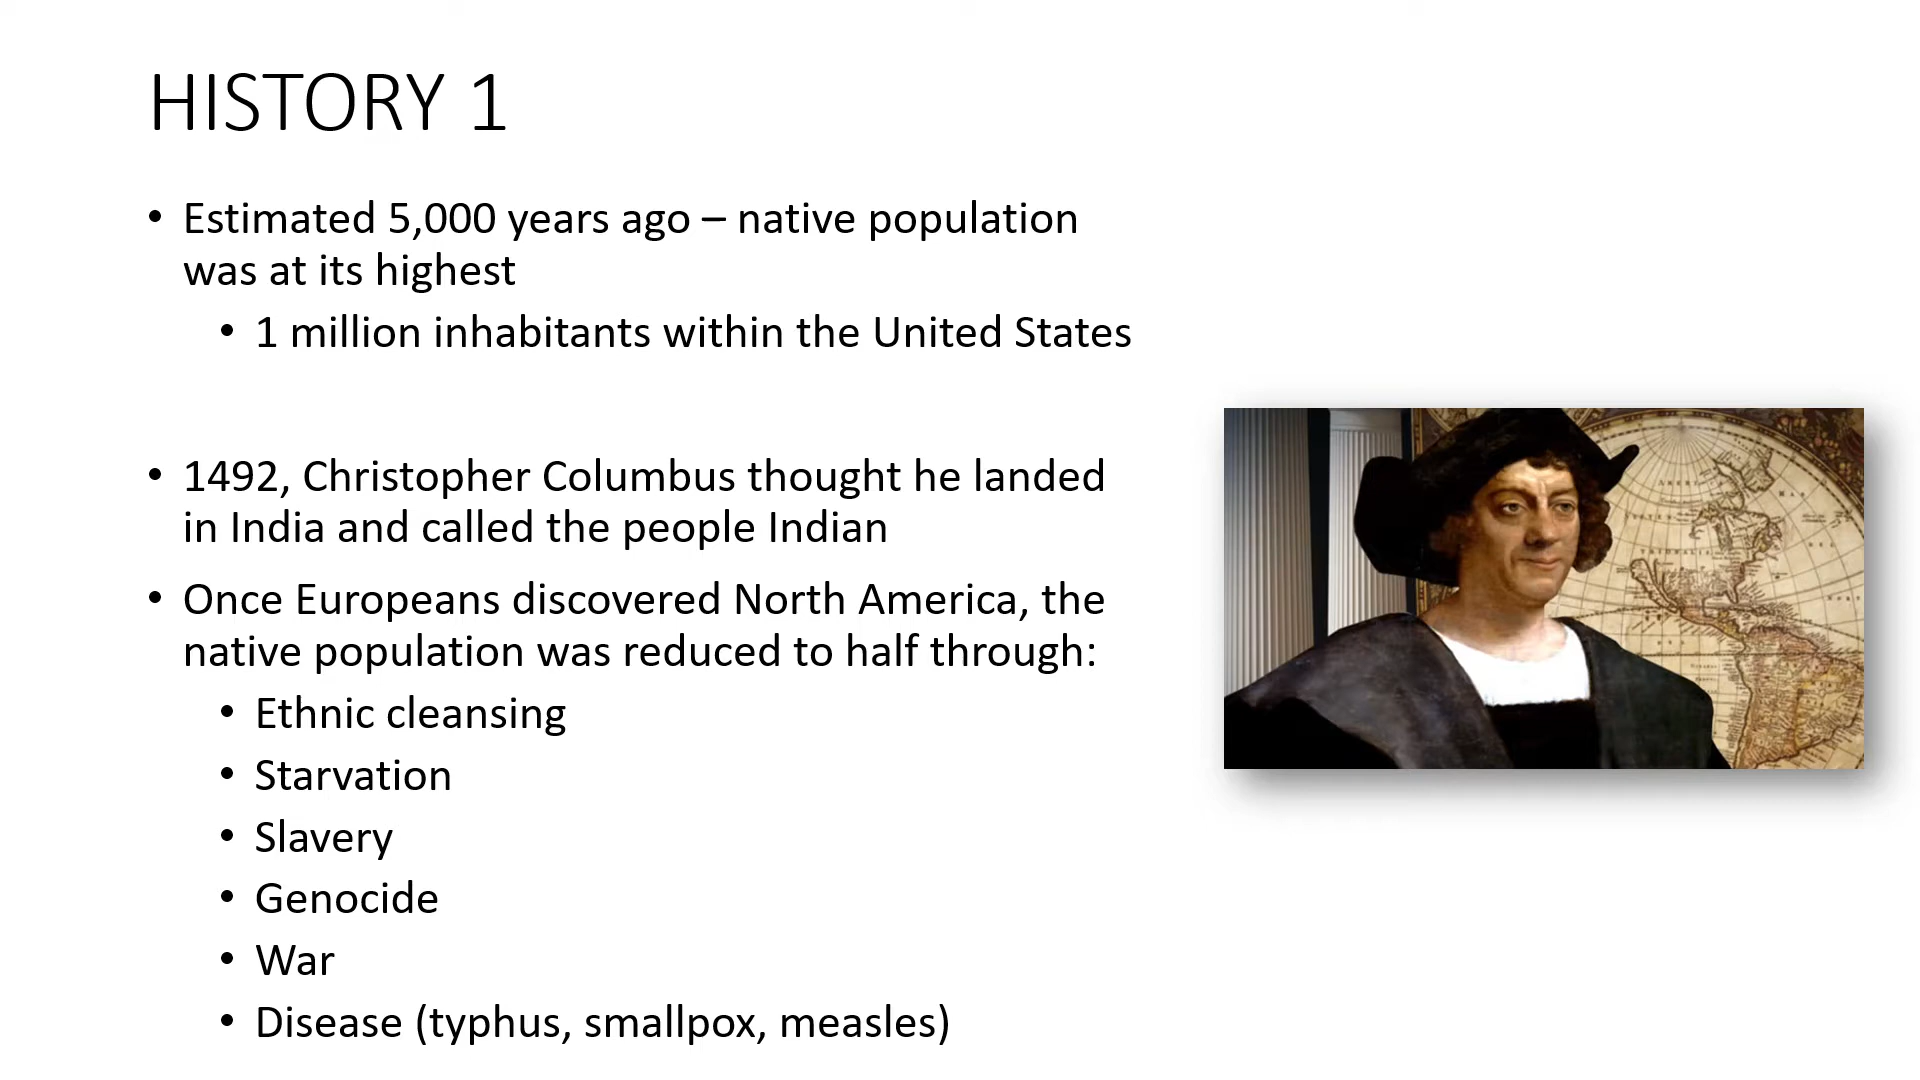 HISTORY 1
• Estimated 5,000 years ago – native population
was at its highest
• 1 million inhabitants within the United States
• 1492, Christopher Columbus thought he landed
in India and called the people Indian
• Once Europeans discovered North America, the
native population was reduced to half through:
• Ethnic cleansing
• Starvation
• Slavery
• Genocide
• War
• Disease (typhus, smallpox, measles)